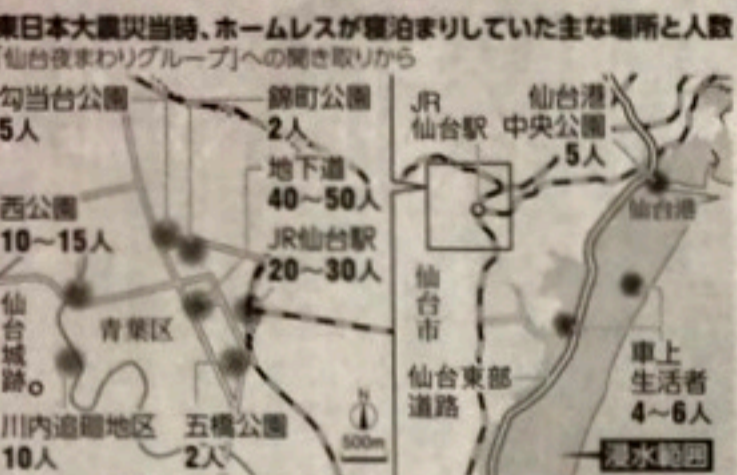 東日本大震災当時、ホームレスが寝泊まりしていた主な場所と人数
「仙台夜まわりグループ」への聞き取りから
勾当台公園
5人
錦町公園
2人
地下道
40〜50人
西公園
10〜15人
JR仙台駅
20〜30人
仙台城跡
青葉区
川内追廻地区
10人
五橋公園
2人
N
500m
JR
仙台駅
仙台港
中央公園
5人
仙台港
仙台市
仙台東部
道路
車上
生活者
4〜6人
浸水範囲